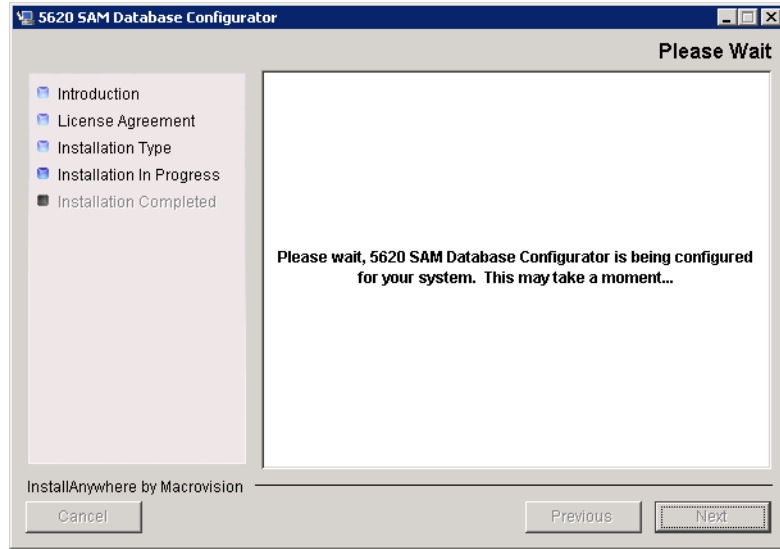 5620 SAM Database Configurator
Please Wait
Introduction
License Agreement
Installation Type
Installation In Progress
Installation Completed
Please wait, 5620 SAM Database Configurator is being configured
for your system. This may take a moment...
InstallAnywhere by Macrovision
Cancel
Previous
Next